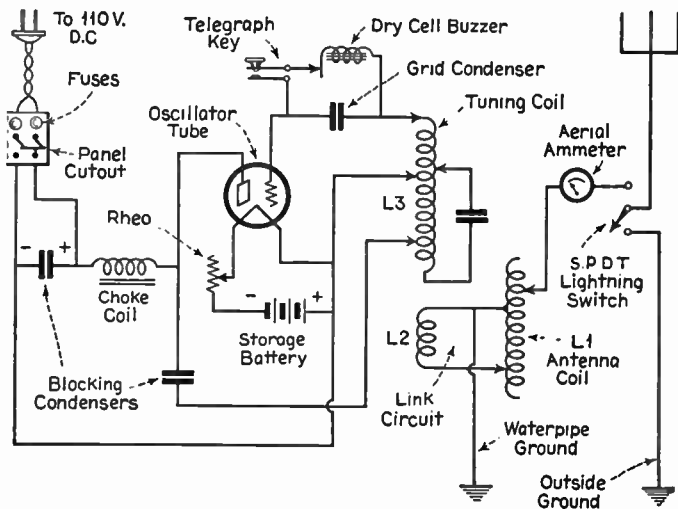 To 110 V.
D.C
Fuses
Panel
Cutout
Telegraph
Key
Dry Cell Buzzer
Grid Condenser
Tuning Coil
Oscillator
Tube
Aerial
Ammeter
L3
Rheo
- +
Choke
Coil
- +
Storage
Battery
S.P.D.T
Lightning
Switch
L2
L1
Antenna
Coil
Link
Circuit
Blocking
Condensers
Waterpipe
Ground
Outside
Ground